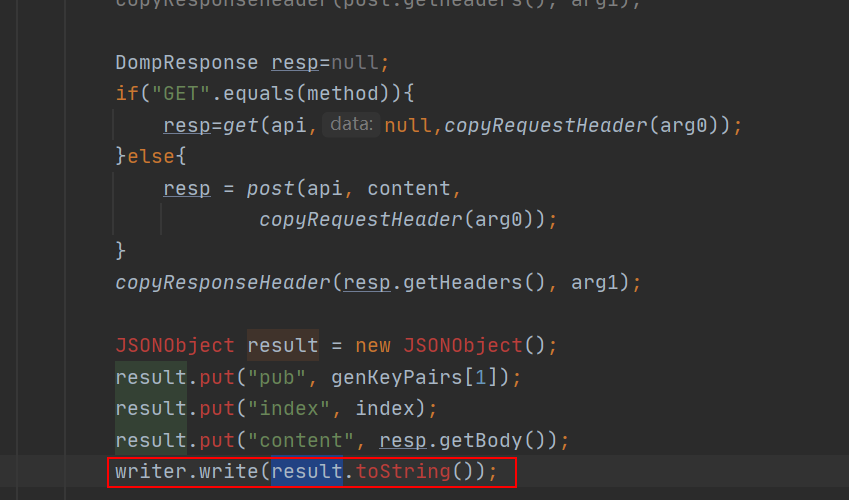 copyResponseHeader(post.getHeaders(), arg1);
DompResponse resp=null;
if("GET".equals(method)){
resp=get(api, data: null,copyRequestHeader(arg0));
}else{
resp = post(api, content,
copyRequestHeader(arg0));
}
copyResponseHeader(resp.getHeaders(), arg1);
JSONObject result = new JSONObject();
result.put("pub", genKeyPairs[1]);
result.put("index", index);
result.put("content", resp.getBody());
writer.write(result.toString());